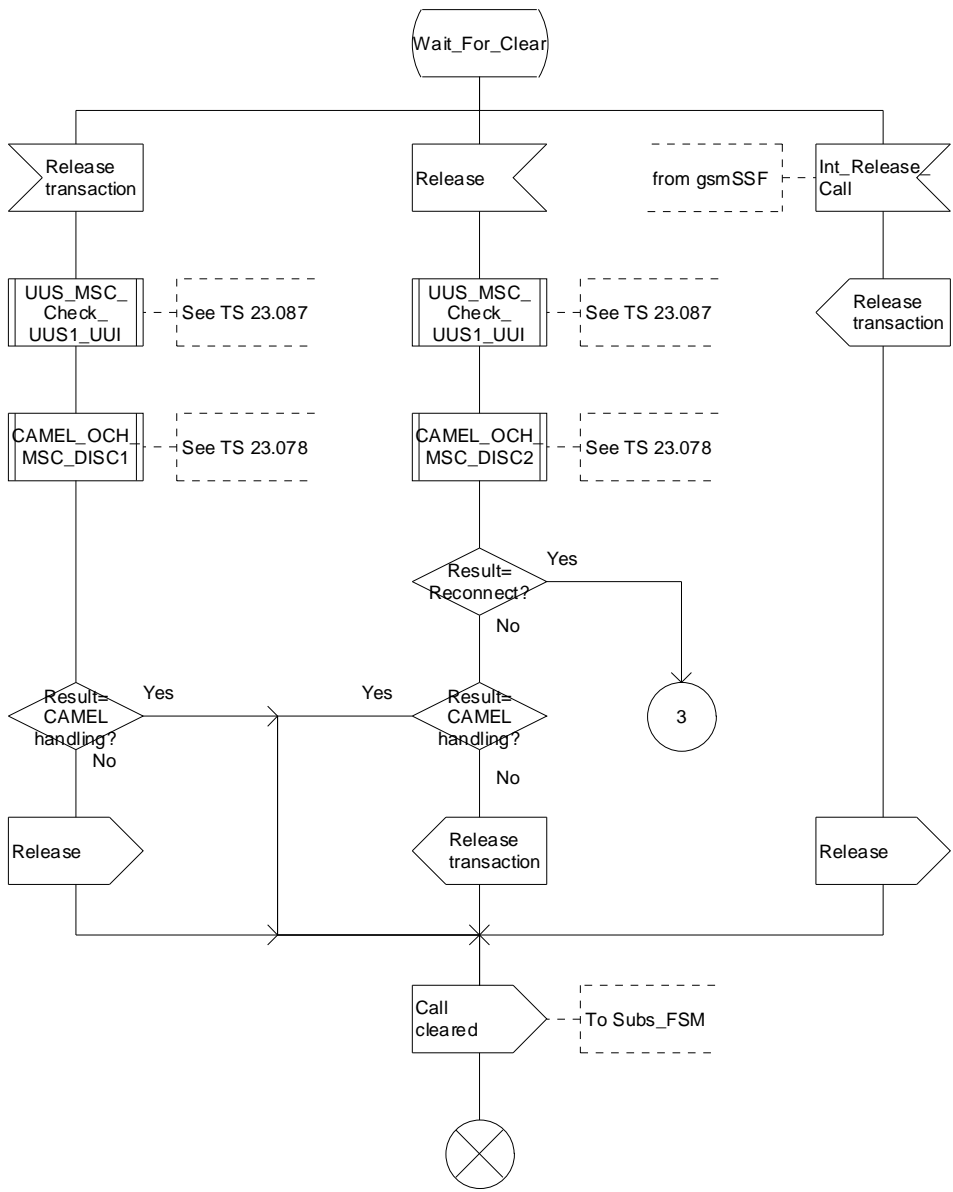 Wait_For_Clear
Release
transaction
Release
from gsmSSF
Int_Release_
Call
UUS_MSC_
Check_
UUS1_UUI
See TS 23.087
UUS_MSC_
Check_
UUS1_UUI
See TS 23.087
Release
transaction
CAMEL_OCH_
MSC_DISC1
See TS 23.078
CAMEL_OCH_
MSC_DISC2
See TS 23.078
Result=
Reconnect?
Yes
No
Result=
CAMEL
handling?
Yes
No
Yes
Result=
CAMEL
handling?
No
3
Release
Release
transaction
Release
Call
cleared
To Subs_FSM